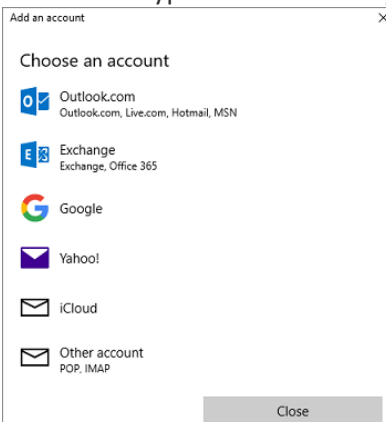 Add an account
Choose an account
Outlook.com
Outlook.com, Live.com, Hotmail, MSN
Exchange
Exchange, Office 365
Google
Yahoo!
iCloud
Other account
POP, IMAP
Close